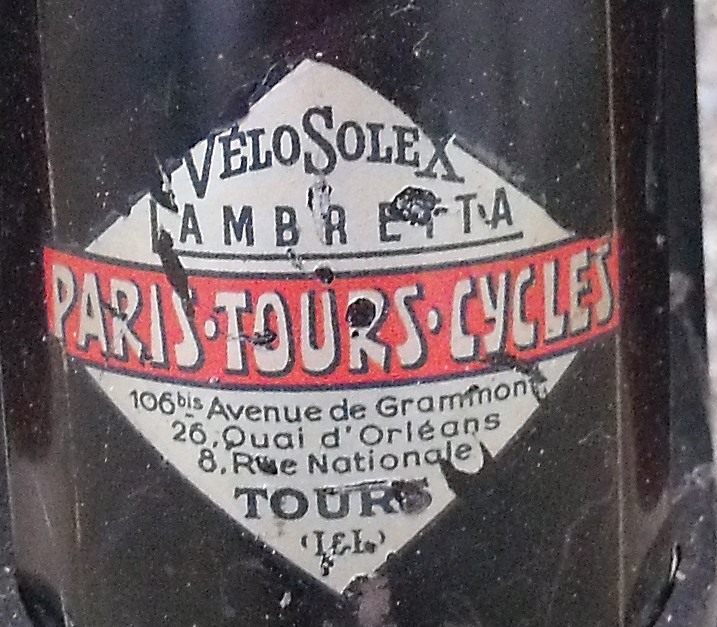 VÉLOSOLEX
LAMBRETTA
PARIS·TOURS·CYCLES
106bis Avenue de Grammont
26, Quai d'Orléans
8, Rue Nationale
TOURS
(I.&L.)